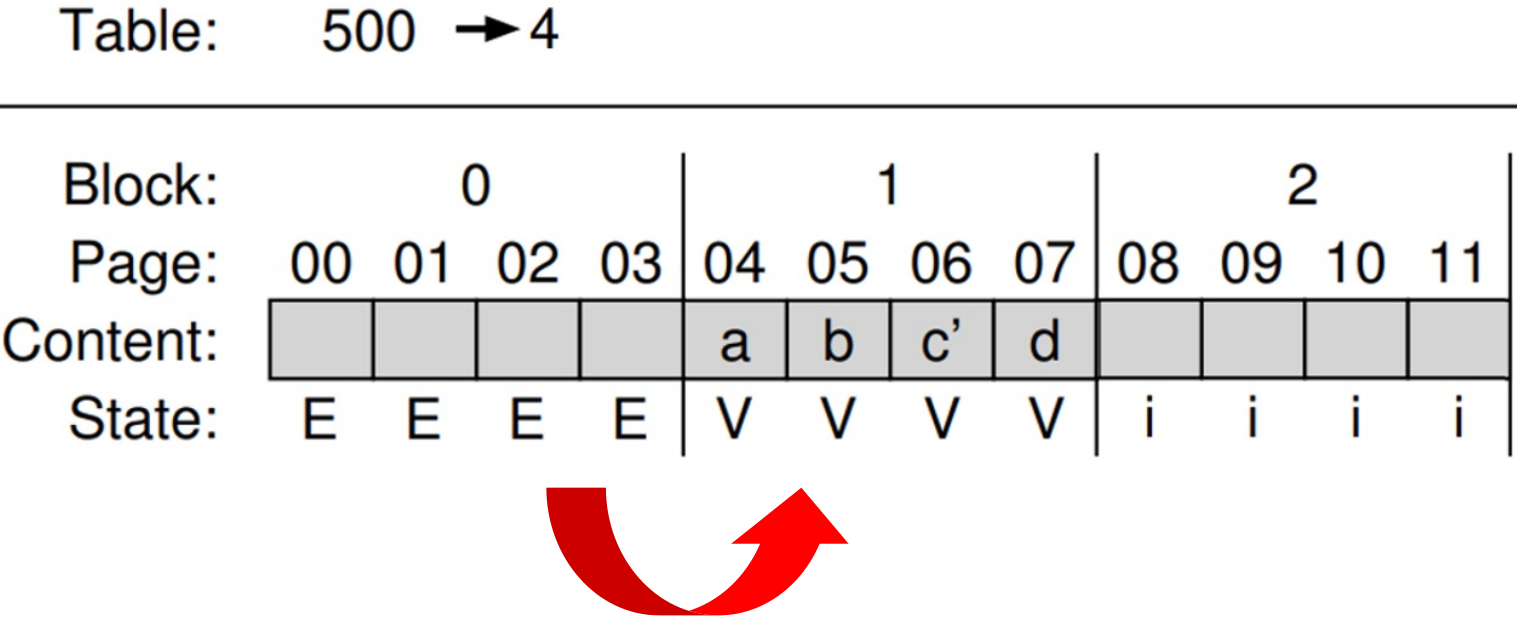 Table: 500 → 4
Block: 0 1 2
Page: 00 01 02 03 04 05 06 07 08 09 10 11
Content: a b c’ d
State: E E E E V V V V i i i i